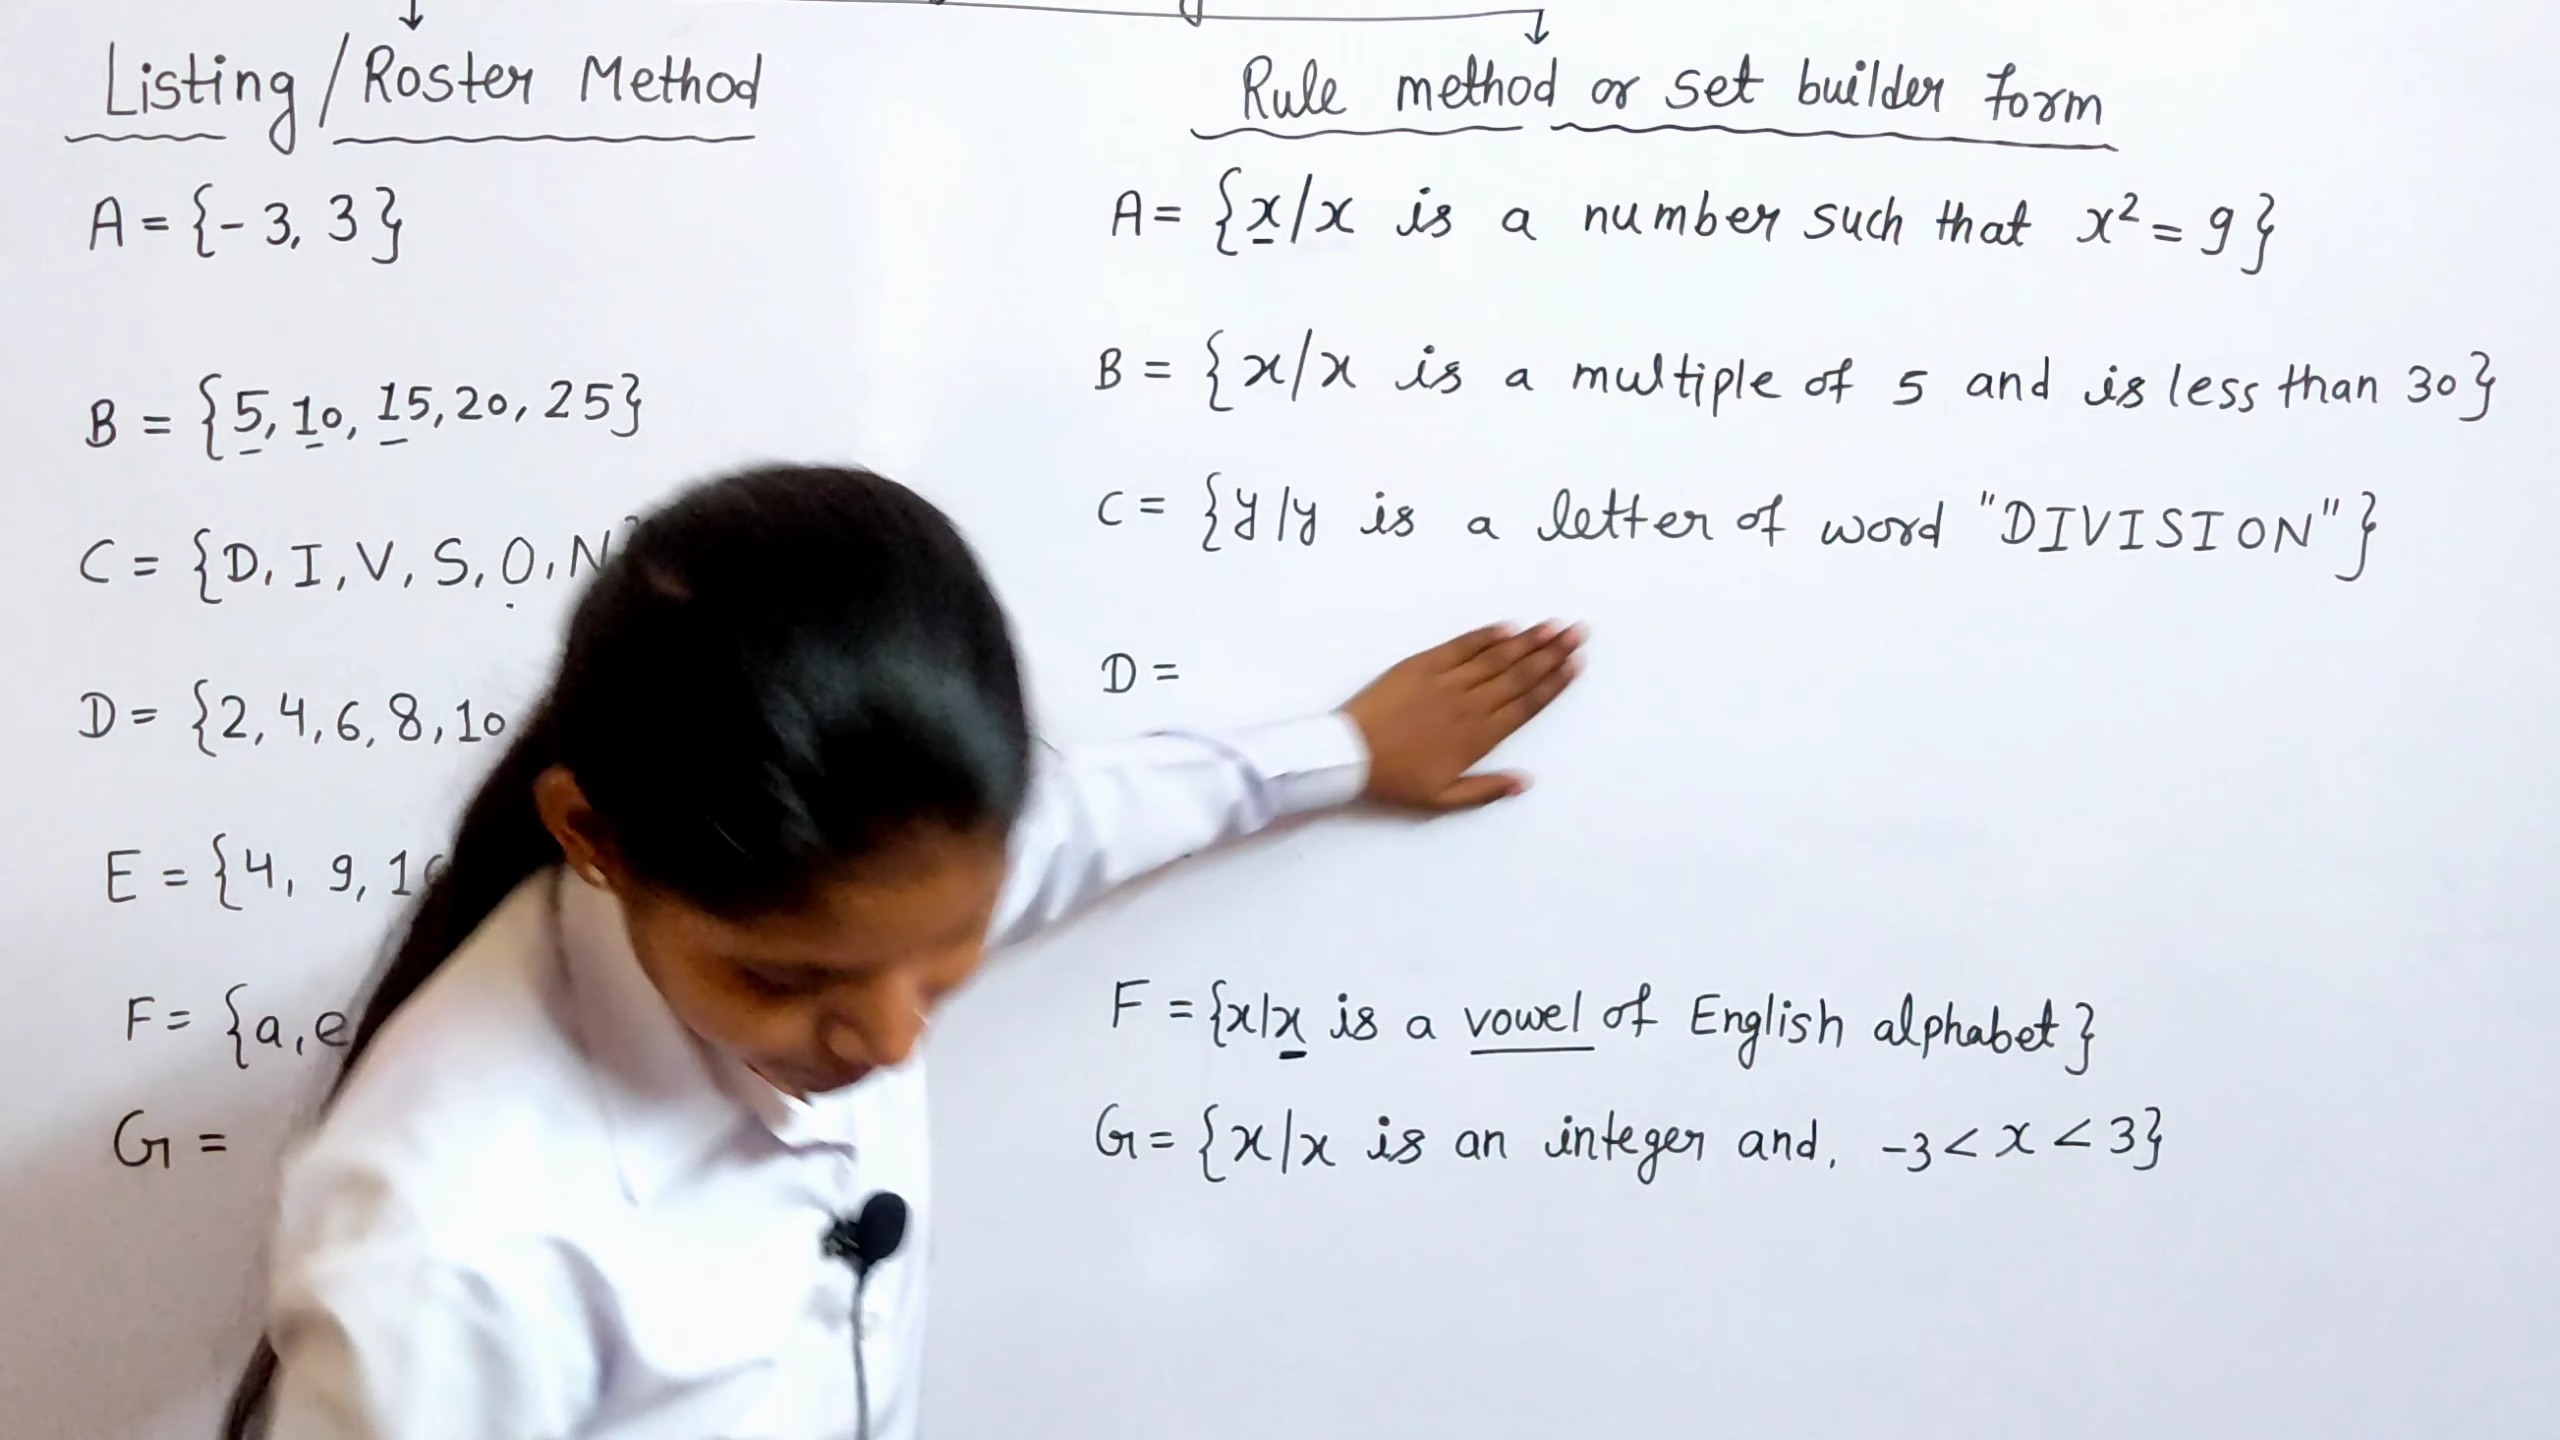 Listing/Roster Method
A = {-3, 3}
B = {5, 10, 15, 20, 25}
C = {D, I, V, S, O, N
D = {2, 4, 6, 8, 10
E = {4, 9, 1
F = {a, e
G =
Rule method or set builder form
A = {x/x is a number such that x² = 9}
B = {x/x is a multiple of 5 and is less than 30}
C = {y/y is a letter of word "DIVISION"}
D =
F = {x|x is a vowel of English alphabet}
G = {x/x is an integer and, -3 < x < 3}